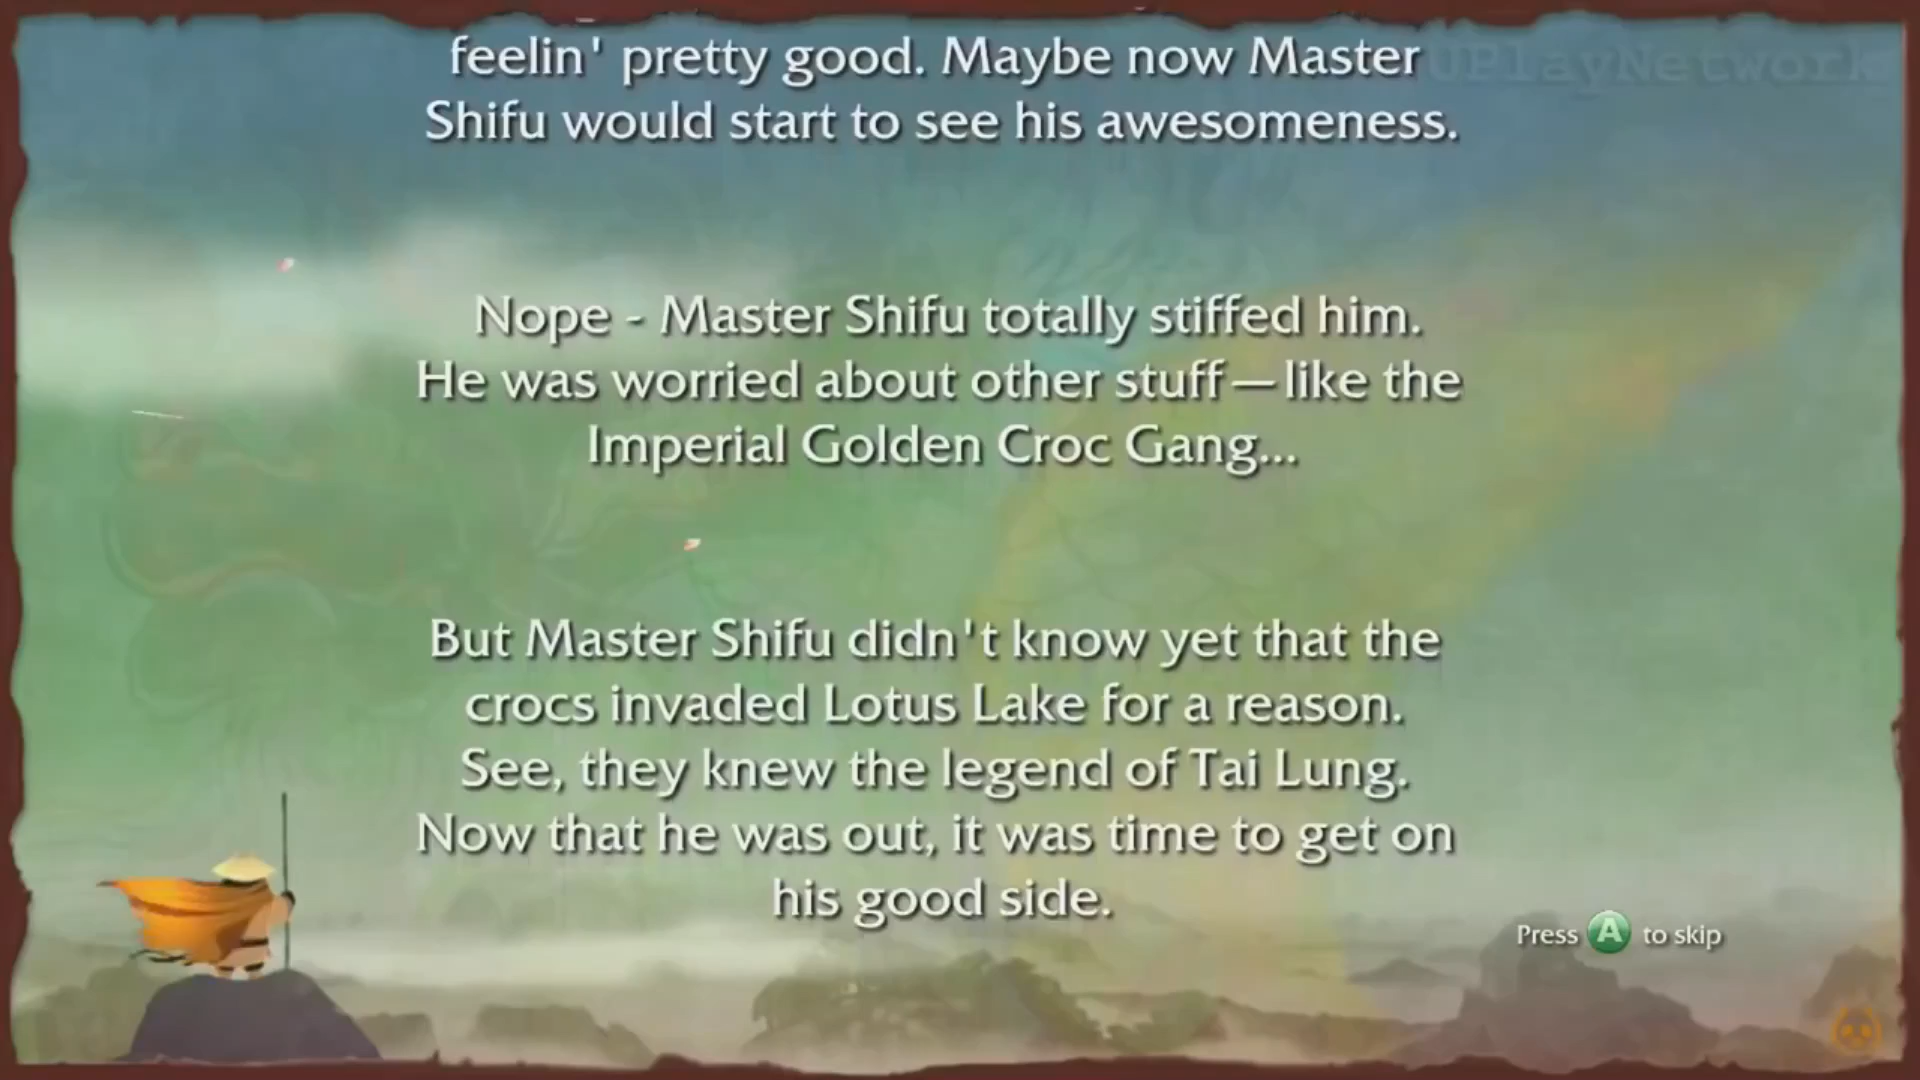 feelin' pretty good. Maybe now Master
UPlayNetwork
Shifu would start to see his awesomeness.
Nope - Master Shifu totally stiffed him.
He was worried about other stuff—like the
Imperial Golden Croc Gang...
But Master Shifu didn't know yet that the
crocs invaded Lotus Lake for a reason.
See, they knew the legend of Tai Lung.
Now that he was out, it was time to get on
his good side.
Press A to skip